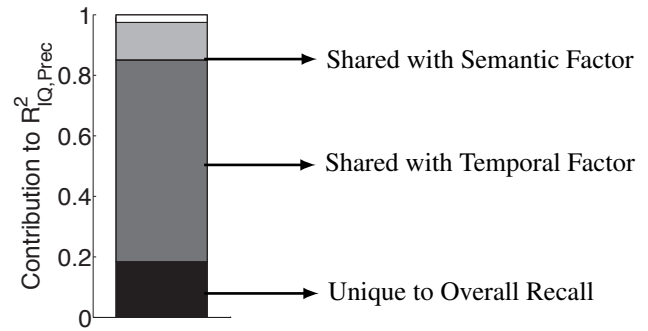 Contribution to R²IQ,Prec
1
0.8
0.6
0.4
0.2
0
Shared with Semantic Factor
Shared with Temporal Factor
Unique to Overall Recall